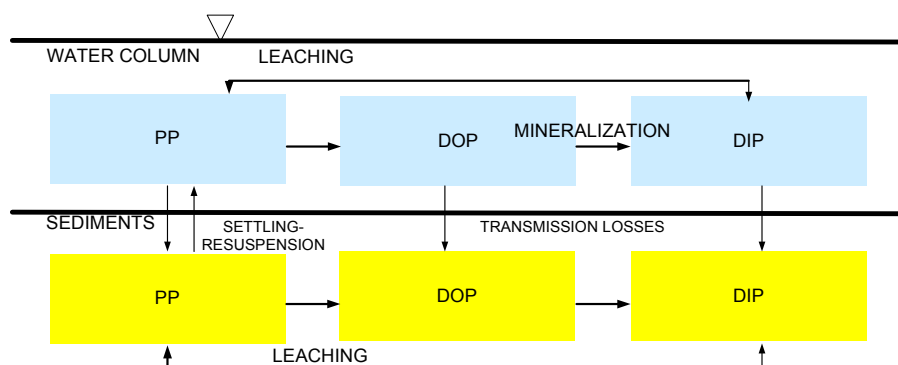 WATER COLUMN LEACHING
PP DOP MINERALIZATION DIP
SEDIMENTS SETTLING-
RESUSPENSION
TRANSMISSION LOSSES
PP DOP DIP
LEACHING